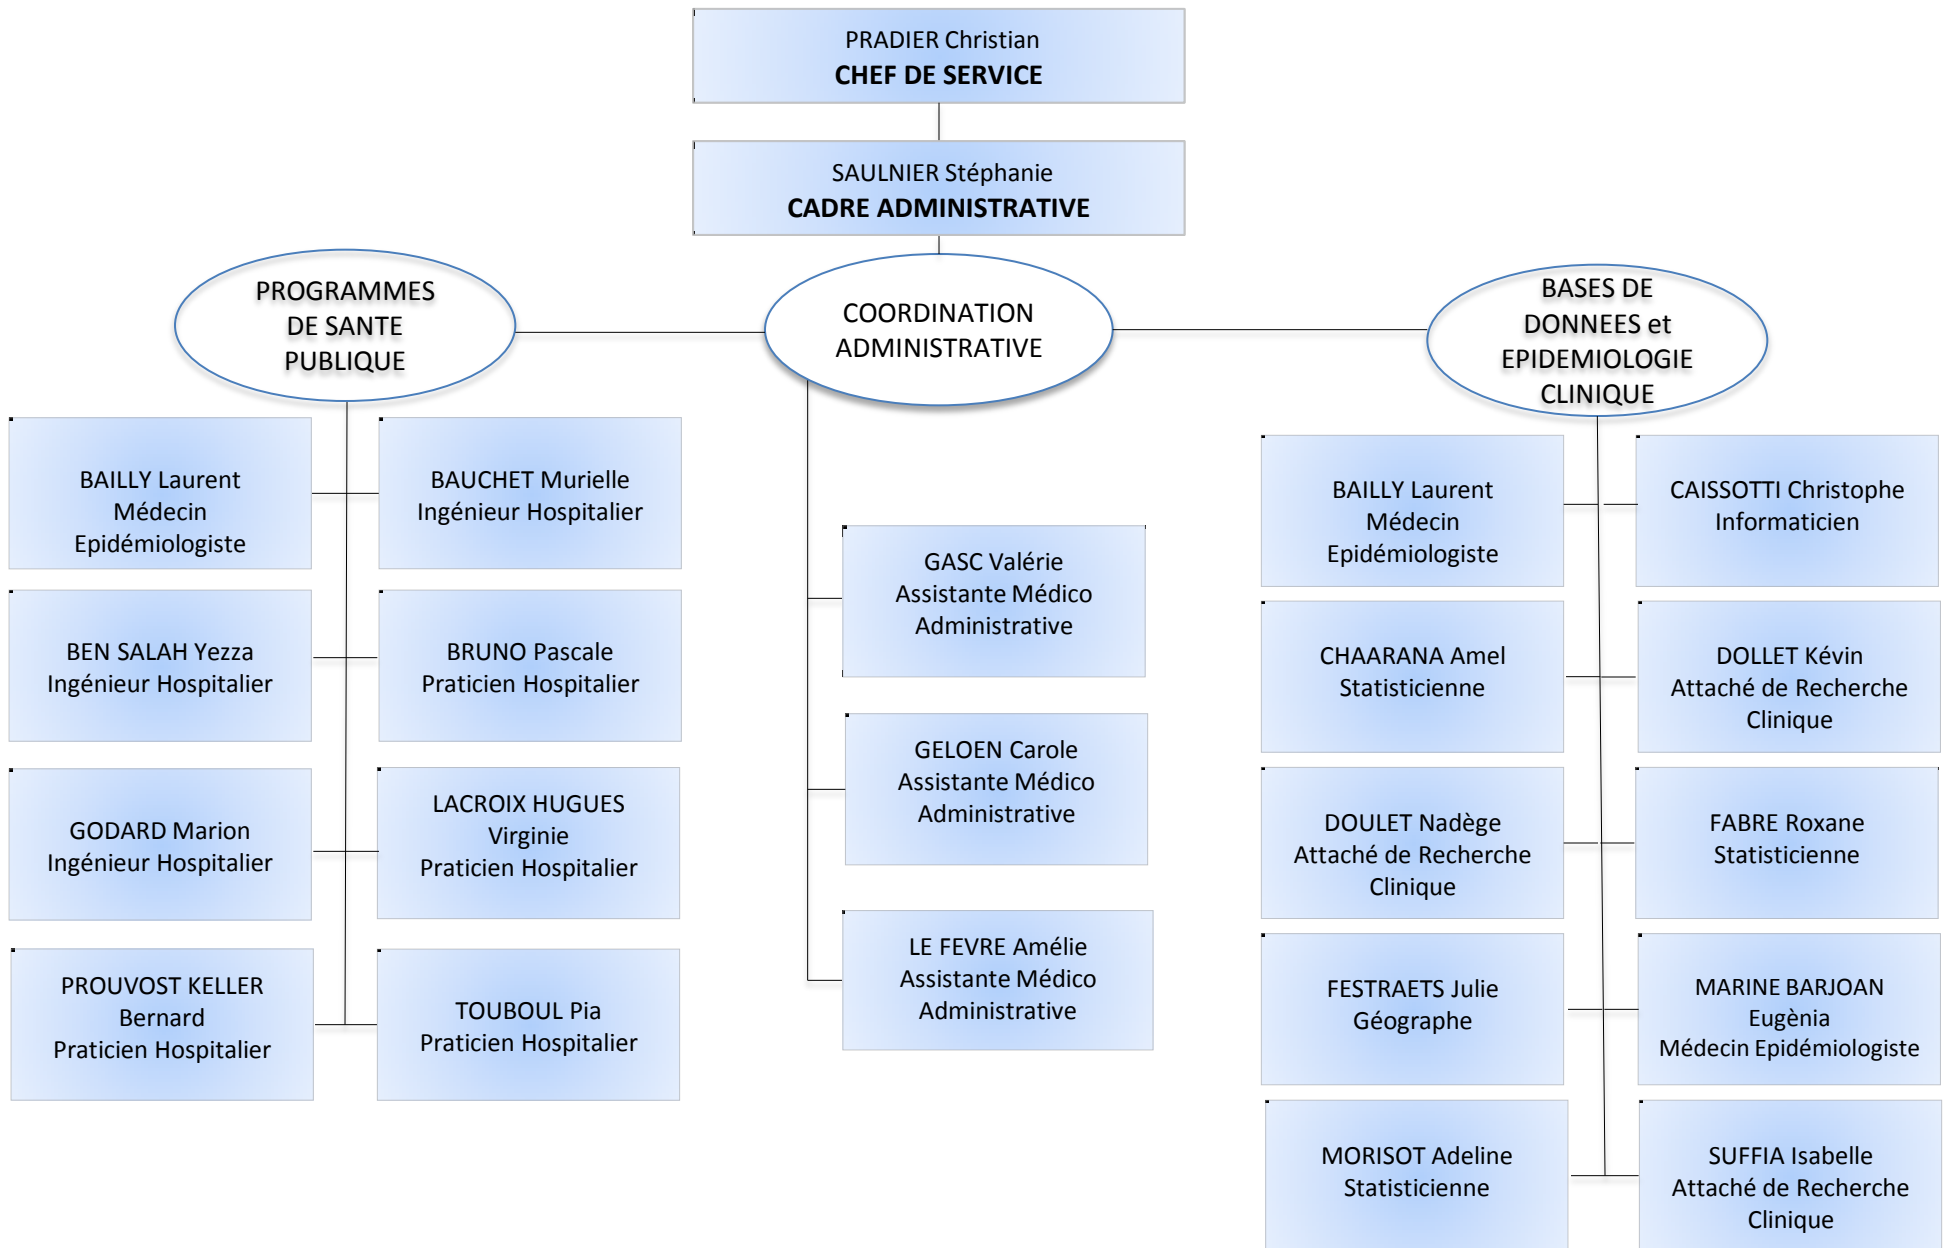 PRADIER Christian
CHEF DE SERVICE
SAULNIER Stéphanie
CADRE ADMINISTRATIVE
PROGRAMMES
DE SANTE
PUBLIQUE
COORDINATION
ADMINISTRATIVE
BASES DE
DONNEES et
EPIDEMIOLOGIE
CLINIQUE
BAILLY Laurent
Médecin
Epidémiologiste
BAUCHET Murielle
Ingénieur Hospitalier
BEN SALAH Yezza
Ingénieur Hospitalier
BRUNO Pascale
Praticien Hospitalier
GODARD Marion
Ingénieur Hospitalier
LACROIX HUGUES
Virginie
Praticien Hospitalier
PROUVOST KELLER
Bernard
Praticien Hospitalier
TOUBOUL Pia
Praticien Hospitalier
GASC Valérie
Assistante Médico
Administrative
GELOEN Carole
Assistante Médico
Administrative
LE FEVRE Amélie
Assistante Médico
Administrative
BAILLY Laurent
Médecin
Epidémiologiste
CAISSOTTI Christophe
Informaticien
CHAARANA Amel
Statisticienne
DOLLET Kévin
Attaché de Recherche
Clinique
DOULET Nadège
Attaché de Recherche
Clinique
FABRE Roxane
Statisticienne
FESTRAETS Julie
Géographe
MARINE BARJOAN
Eugènia
Médecin Epidémiologiste
MORISOT Adeline
Statisticienne
SUFFIA Isabelle
Attaché de Recherche
Clinique